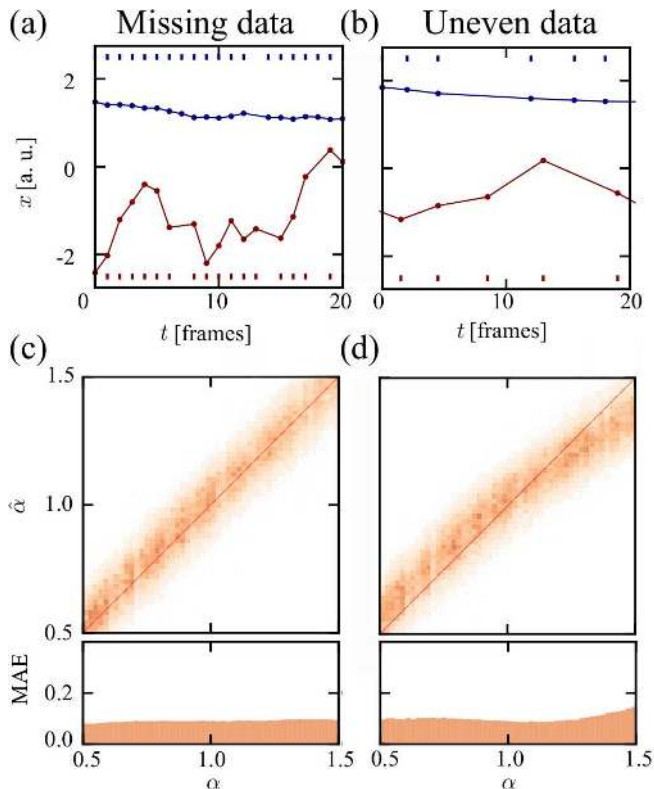 (a) Missing data
(b) Uneven data
2
0
-2
x [a. u.]
0 10 20
0 10 20
t [frames]
t [frames]
(c)
(d)
1.5
1.0
0.5
α̂
MAE
0.2
0.0
0.5 1.0 1.5
0.5 1.0 1.5
α
α